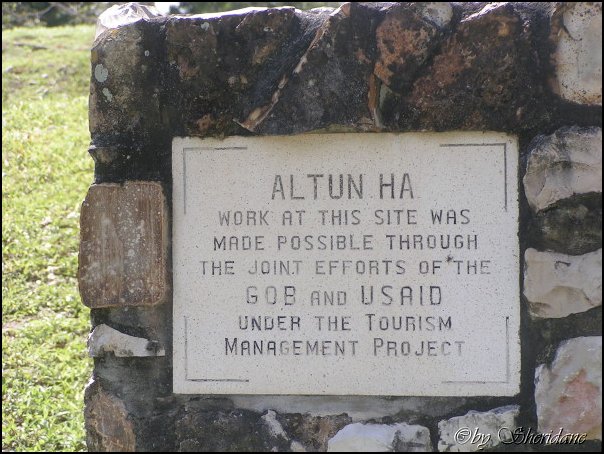 ALTUN HA
WORK AT THIS SITE WAS
MADE POSSIBLE THROUGH
THE JOINT EFFORTS OF THE
GOB AND USAID
UNDER THE TOURISM
MANAGEMENT PROJECT
©by Sheridane